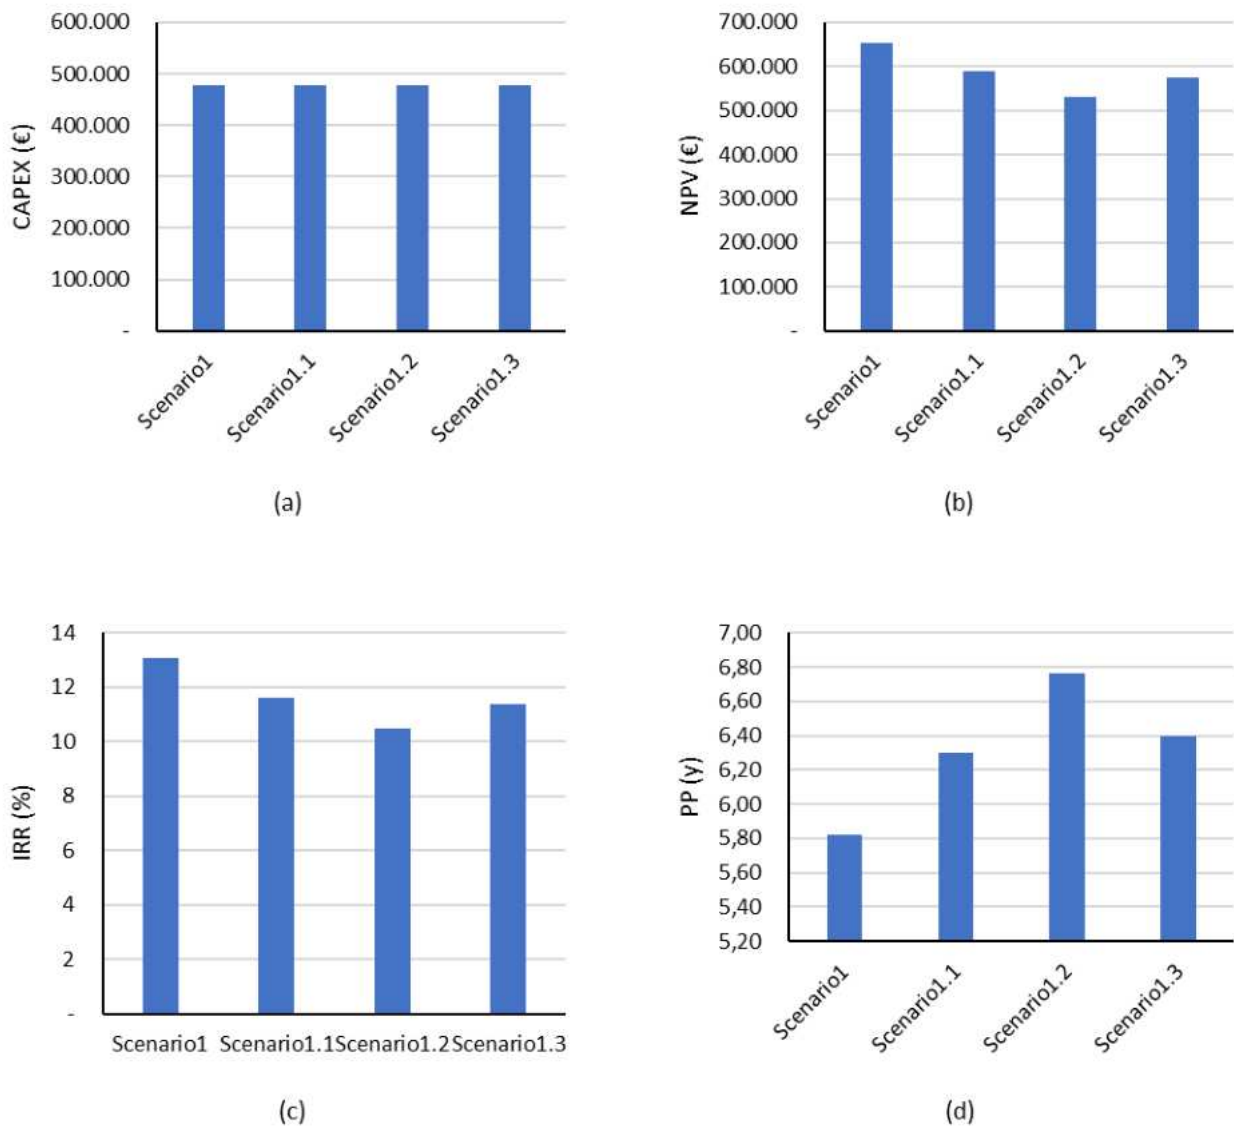 600.000
500.000
400.000
300.000
200.000
100.000
-
CAPEX (€)
Scenario1
Scenario1.1
Scenario1.2
Scenario1.3
(a)
700.000
600.000
500.000
400.000
300.000
200.000
100.000
-
NPV (€)
Scenario1
Scenario1.1
Scenario1.2
Scenario1.3
(b)
14
12
10
8
6
4
2
-
IRR (%)
Scenario1 Scenario1.1 Scenario1.2 Scenario1.3
(c)
7,00
6,80
6,60
6,40
6,20
6,00
5,80
5,60
5,40
5,20
PP (y)
Scenario1
Scenario1.1
Scenario1.2
Scenario1.3
(d)